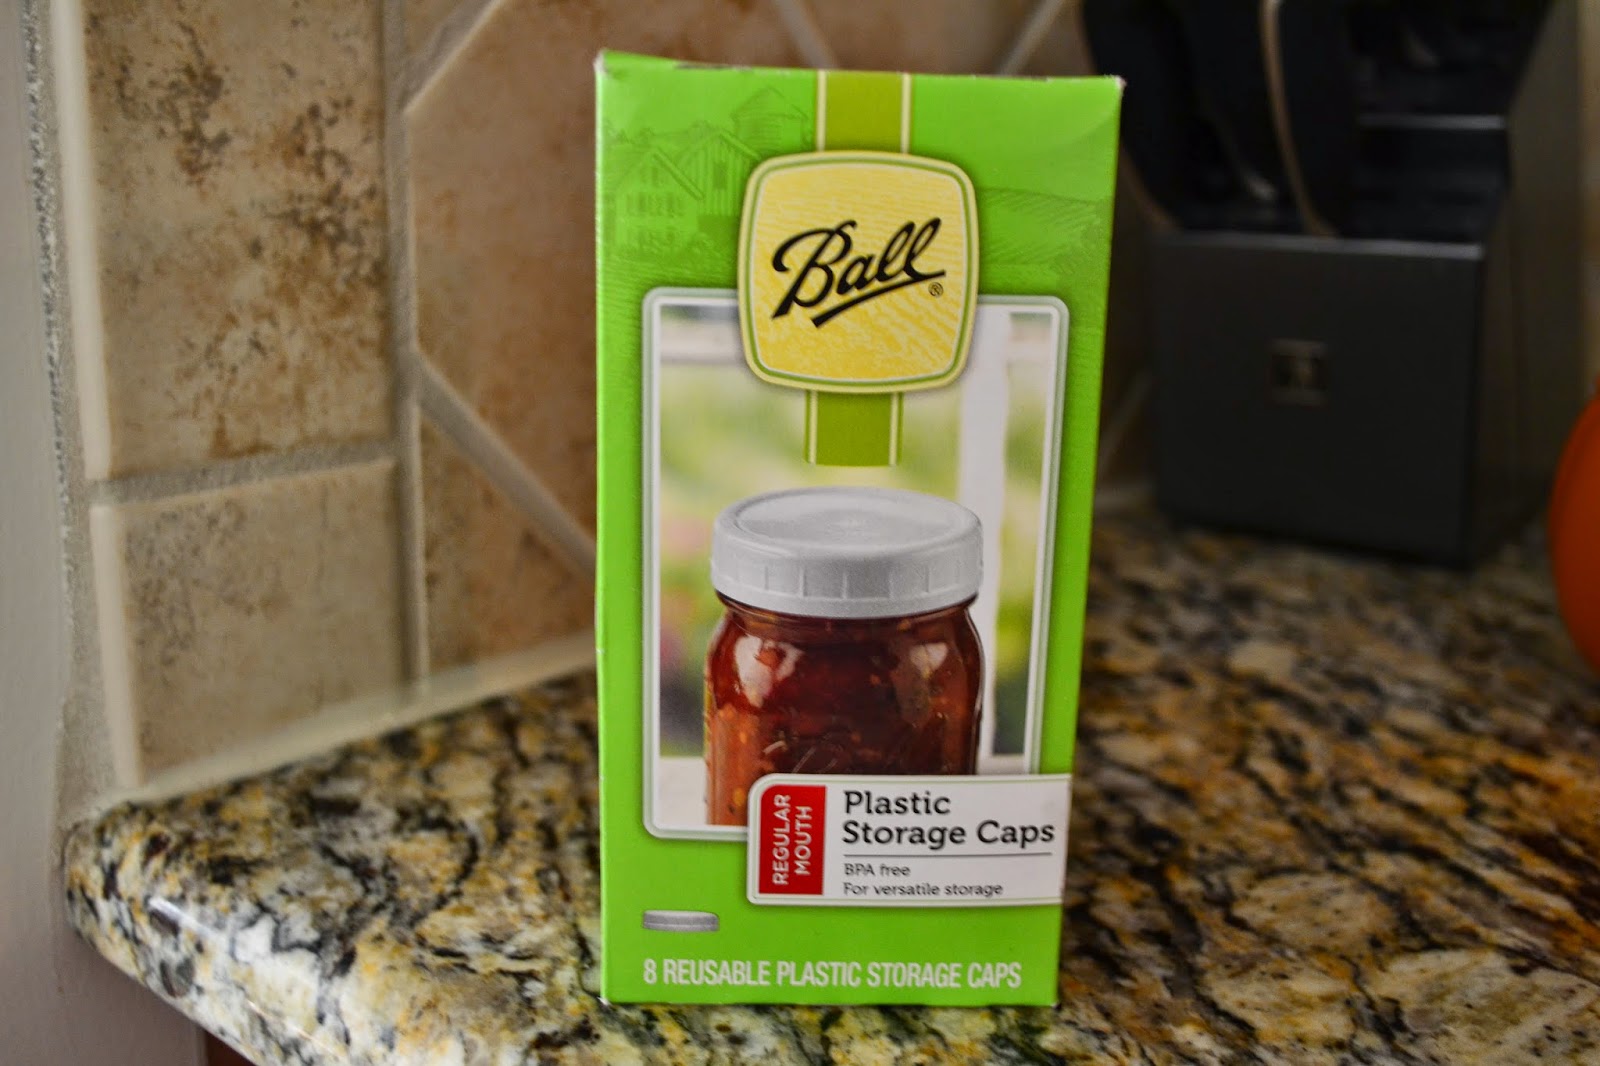 Ball®
REGULAR
MOUTH
Plastic
Storage Caps
BPA free
For versatile storage
8 REUSABLE PLASTIC STORAGE CAPS